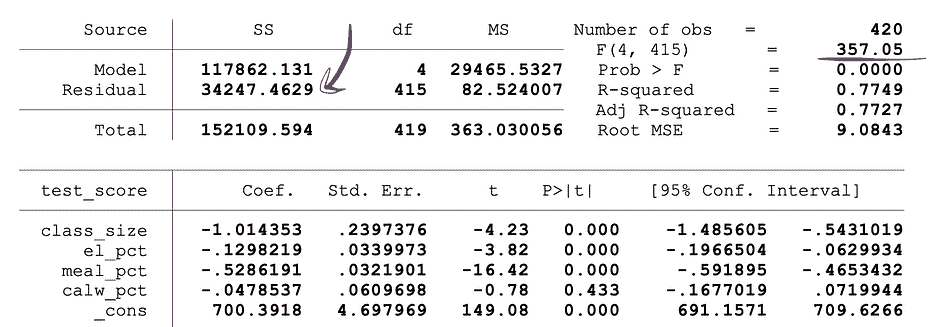 Source SS df MS Number of obs = 420
F(4, 415) = 357.05
Model 117862.131 4 29465.5327 Prob > F = 0.0000
Residual 34247.4629 415 82.524007 R-squared = 0.7749
Adj R-squared = 0.7727
Total 152109.594 419 363.030056 Root MSE = 9.0843
test_score Coef. Std. Err. t P>|t| [95% Conf. Interval]
class_size -1.014353 .2397376 -4.23 0.000 -1.485605 -.5431019
el_pct -.1298219 .0339973 -3.82 0.000 -.1966504 -.0629934
meal_pct -.5286191 .0321901 -16.42 0.000 -.591895 -.4653432
calw_pct -.0478537 .0609698 -0.78 0.433 -.1677019 .0719944
_cons 700.3918 4.697969 149.08 0.000 691.1571 709.6266